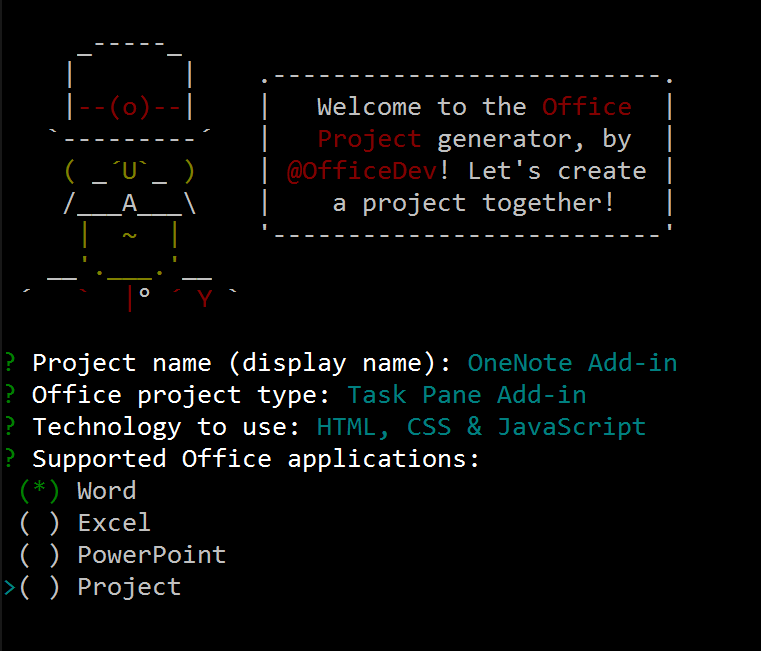 Welcome to the Office
Project generator, by
@OfficeDev! Let's create
a project together!
? Project name (display name): OneNote Add-in
? Office project type: Task Pane Add-in
? Technology to use: HTML, CSS & JavaScript
? Supported Office applications:
(*) Word
( ) Excel
( ) PowerPoint
>( ) Project